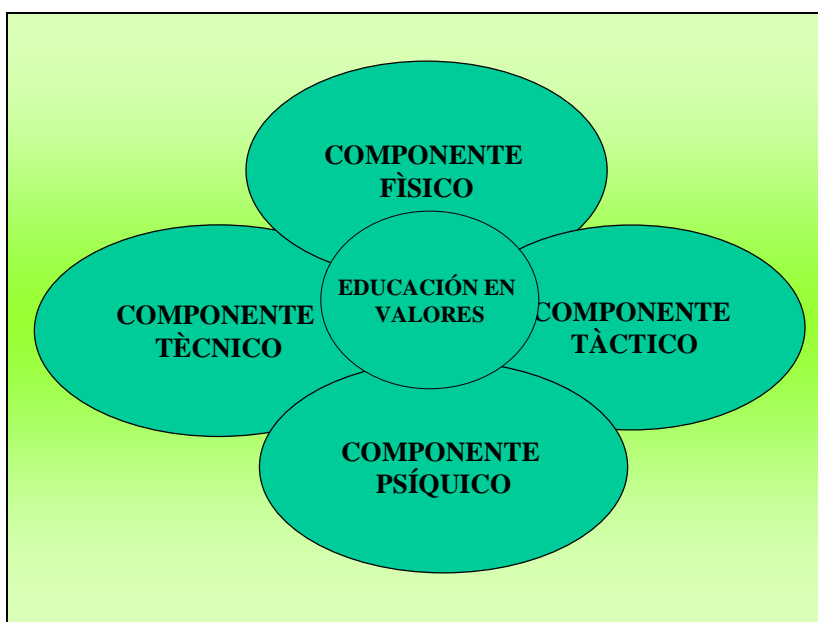 COMPONENTE
FÌSICO
EDUCACIÓN EN
VALORES
COMPONENTE
TÈCNICO
COMPONENTE
TÀCTICO
COMPONENTE
PSÍQUICO